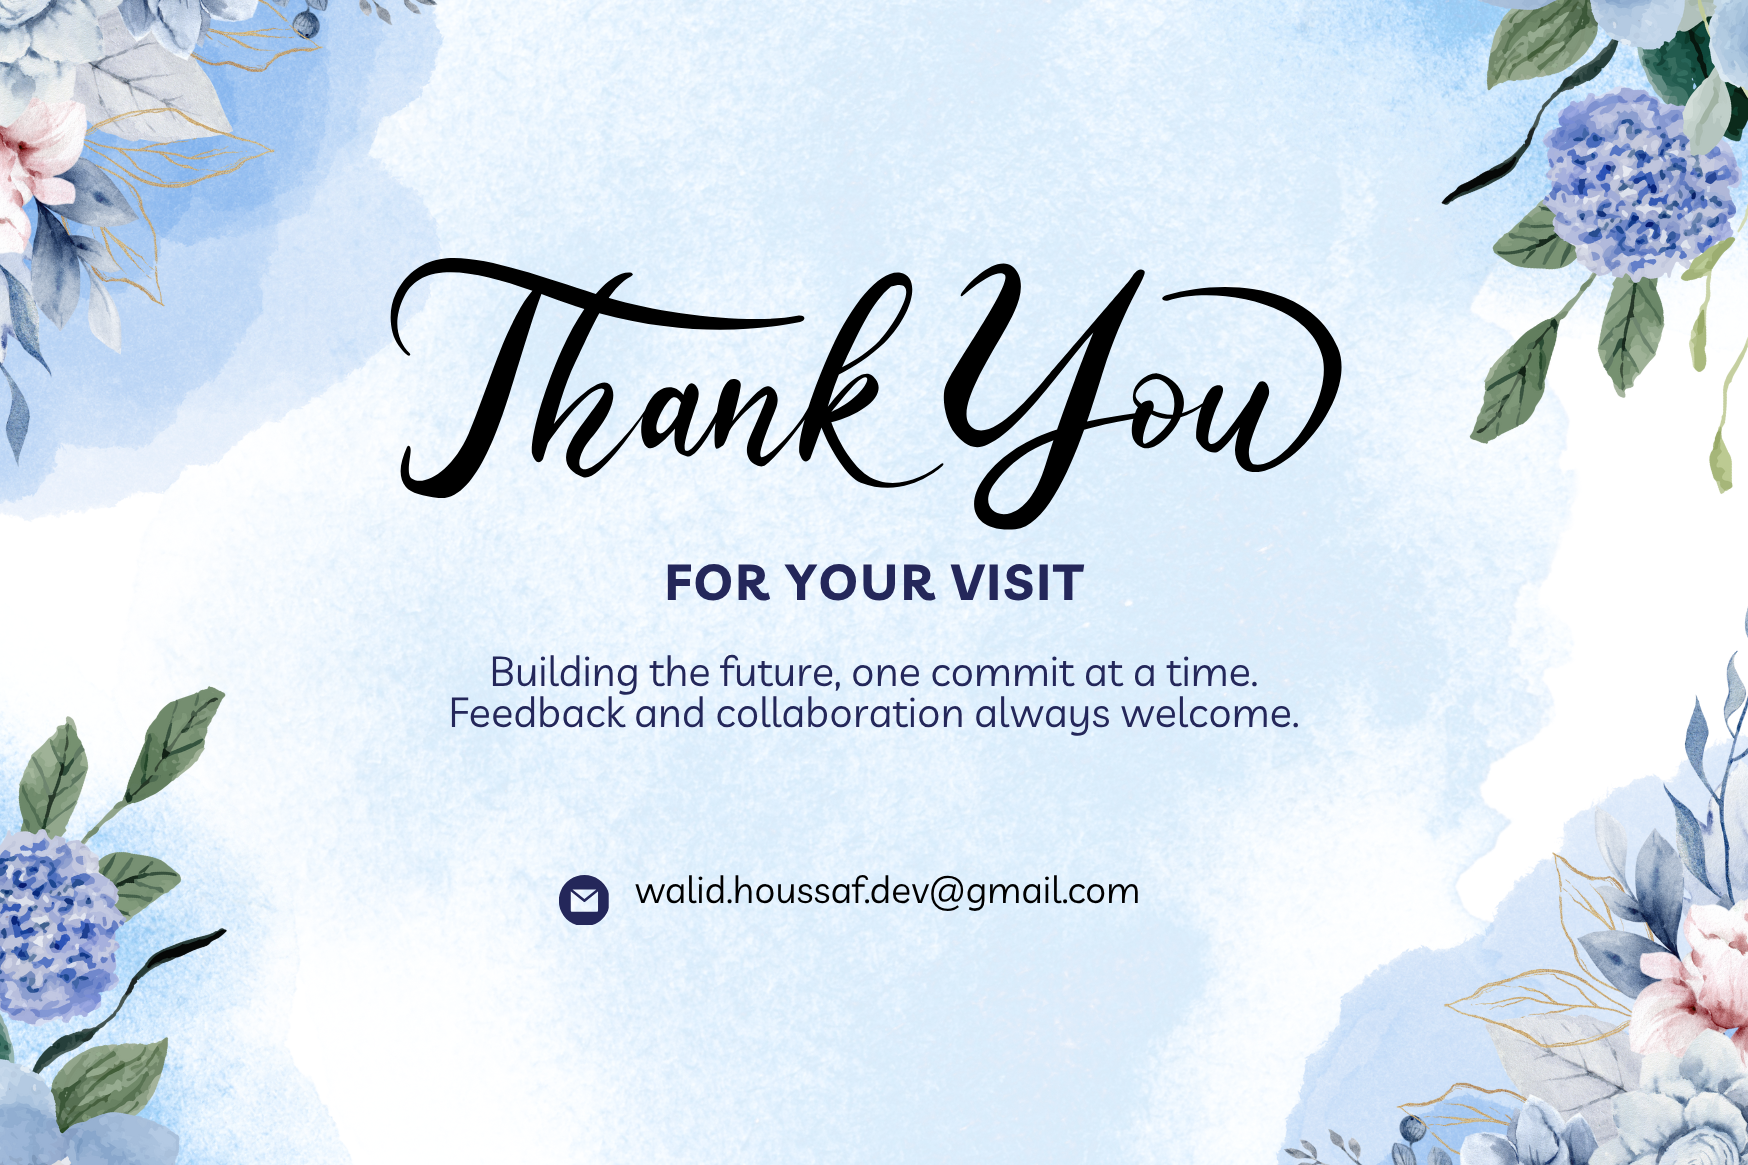 Thank You
FOR YOUR VISIT
Building the future, one commit at a time.
Feedback and collaboration always welcome.
walid.houssaf.dev@gmail.com